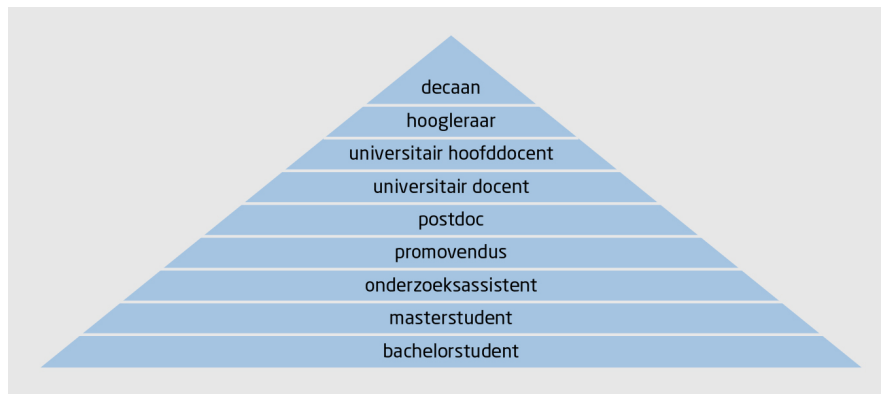 decaan
hoogleraar
universitair hoofddocent
universitair docent
postdoc
promovendus
onderzoeksassistent
masterstudent
bachelorstudent